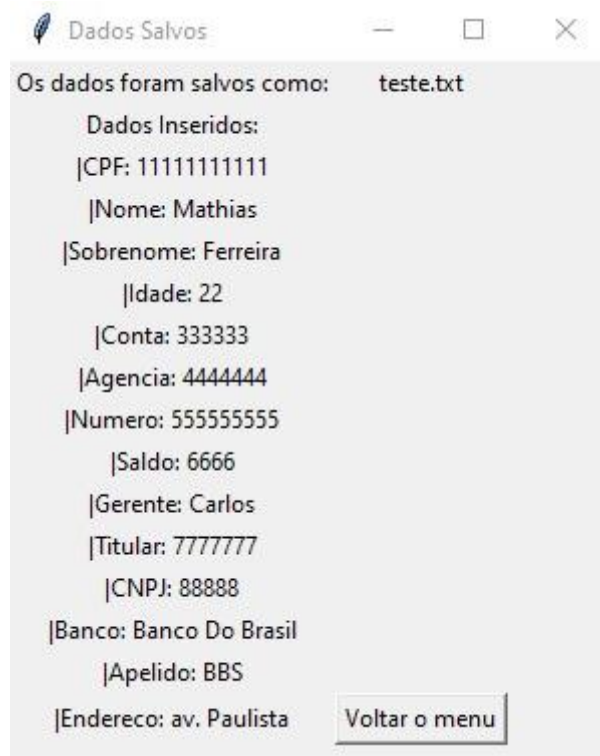 Dados Salvos
Os dados foram salvos como: teste.txt
Dados Inseridos:
|CPF: 11111111111
|Nome: Mathias
|Sobrenome: Ferreira
|Idade: 22
|Conta: 333333
|Agencia: 4444444
|Numero: 555555555
|Saldo: 6666
|Gerente: Carlos
|Titular: 7777777
|CNPJ: 88888
|Banco: Banco Do Brasil
|Apelido: BBS
|Endereco: av. Paulista Voltar o menu